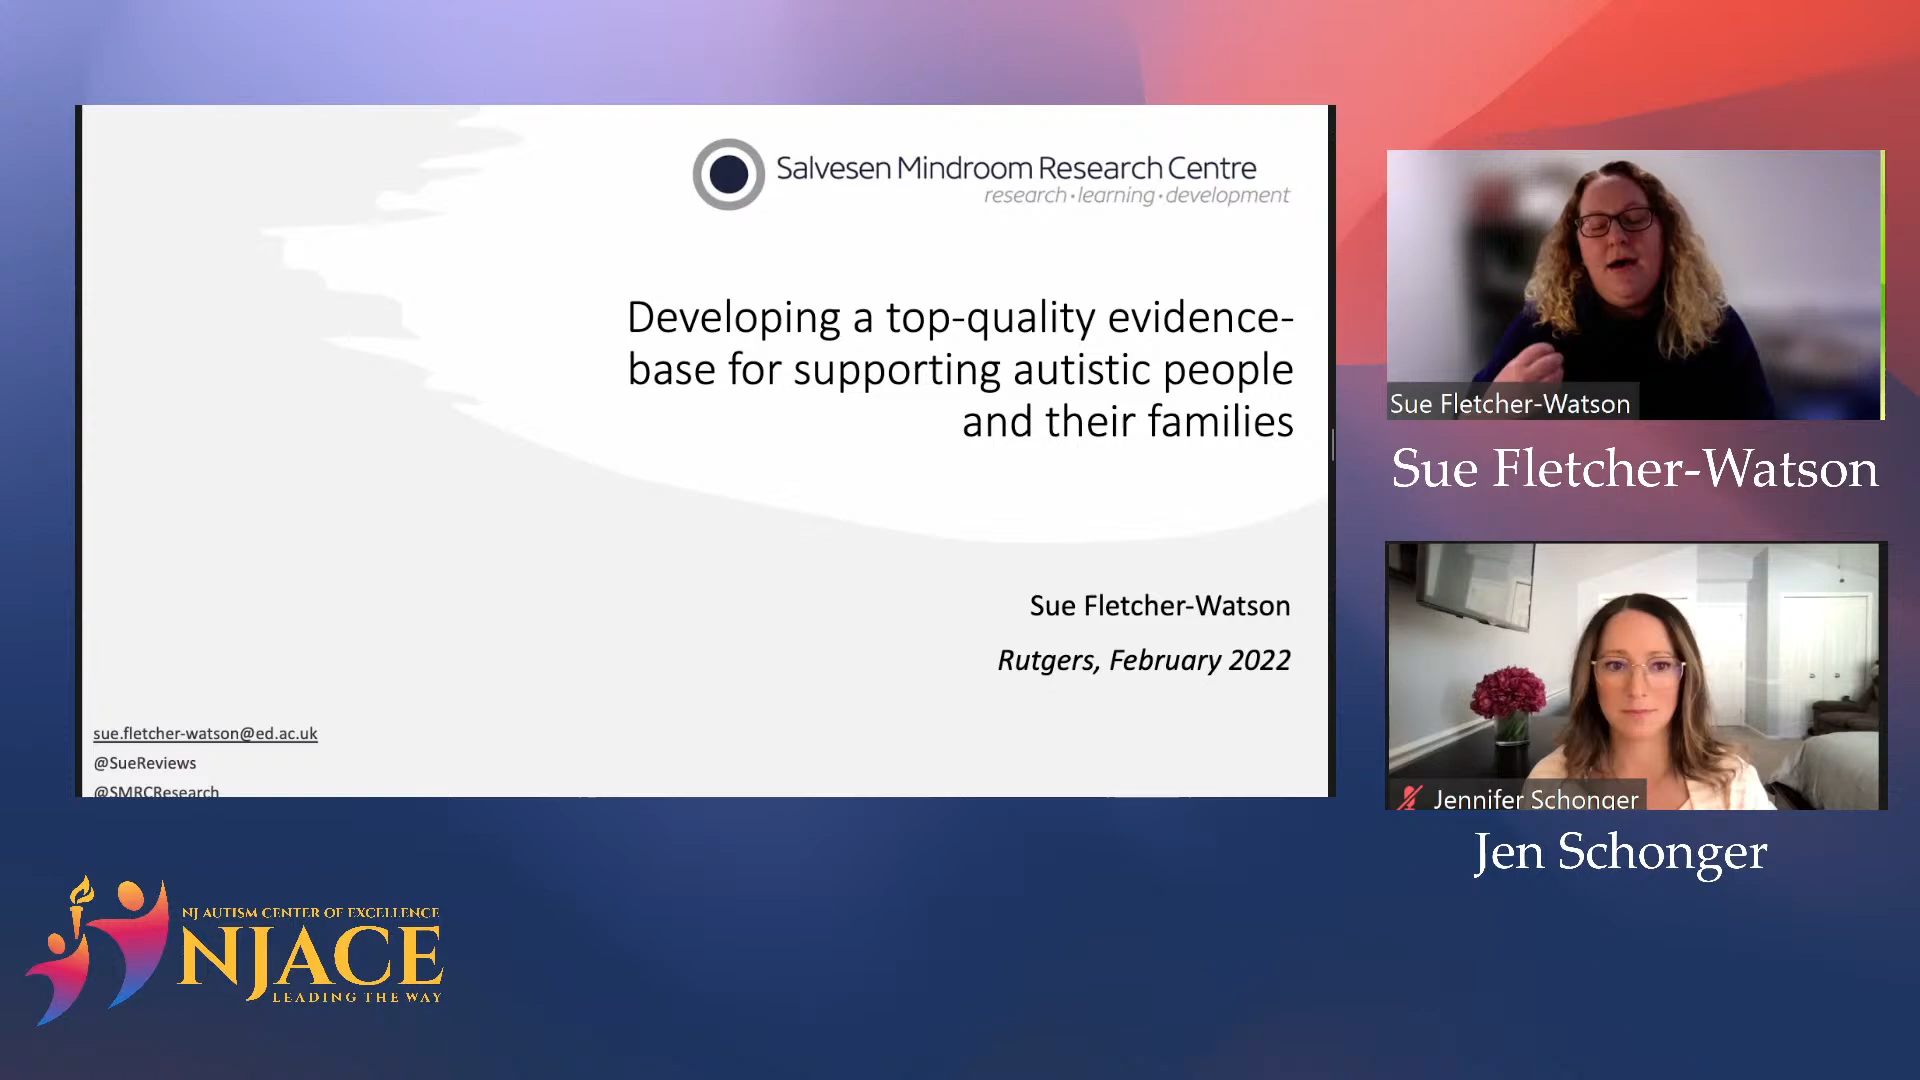 Salvesen Mindroom Research Centre
research · learning · development
Developing a top-quality evidence-
base for supporting autistic people
and their families
Sue Fletcher-Watson
Rutgers, February 2022
sue.fletcher-watson@ed.ac.uk
@SueReviews
@SMRCResearch
Sue Fletcher-Watson
Sue Fletcher-Watson
Jennifer Schonger
Jen Schonger
NJ AUTISM CENTER OF EXCELLENCE
NJACE
LEADING THE WAY